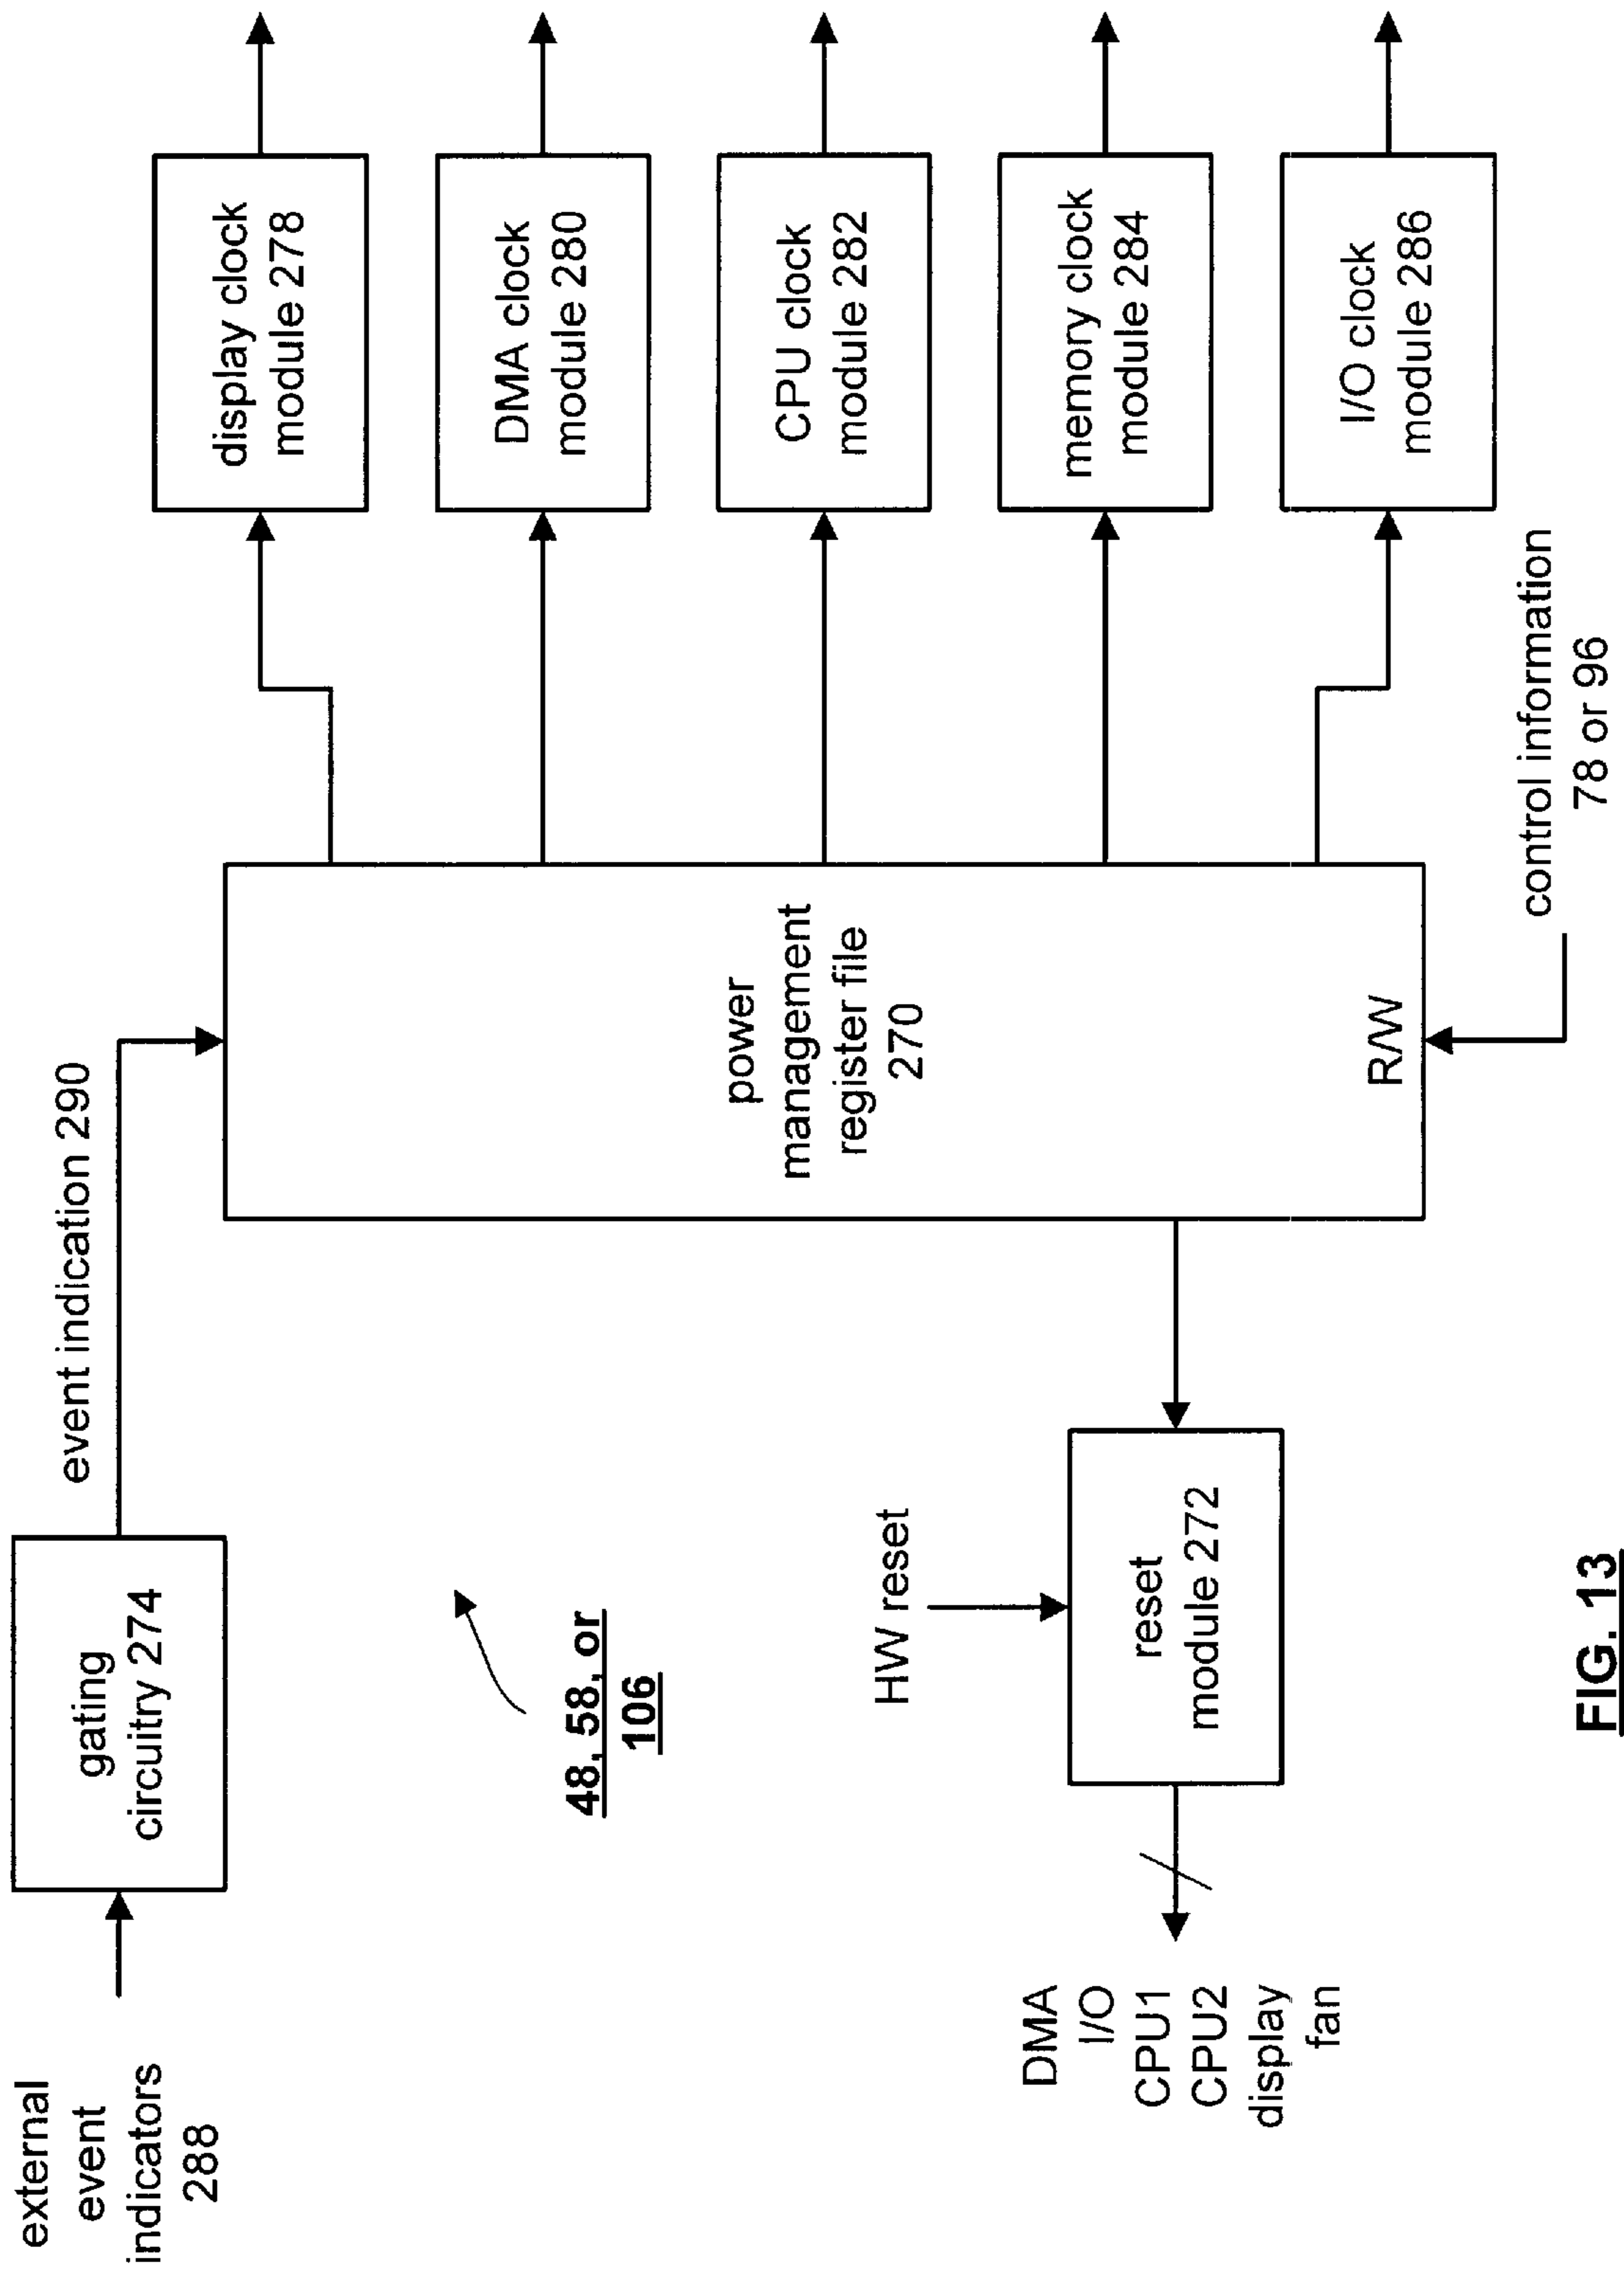 external
event
indicators
288
gating
circuitry 274
event indication 290
48, 58, or
106
HW reset
reset
module 272
DMA
I/O
CPU1
CPU2
display
fan
power
management
register file
270
R/W
control information
78 or 96
display clock
module 278
DMA clock
module 280
CPU clock
module 282
memory clock
module 284
I/O clock
module 286
FIG. 13